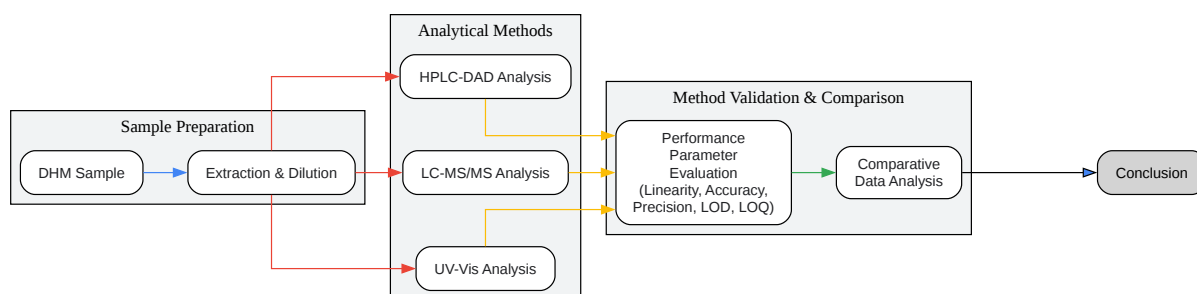 Sample Preparation
DHM Sample
Extraction & Dilution
Analytical Methods
HPLC-DAD Analysis
LC-MS/MS Analysis
UV-Vis Analysis
Method Validation & Comparison
Performance
Parameter
Evaluation
(Linearity, Accuracy,
Precision, LOD, LOQ)
Comparative
Data Analysis
Conclusion